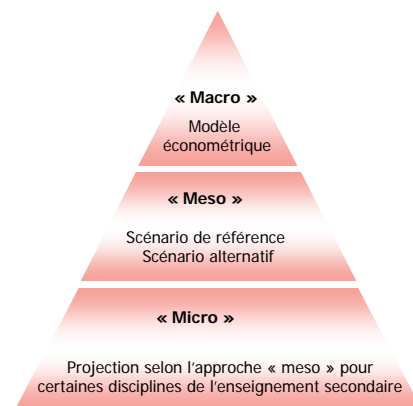 « Macro »
Modèle
économétrique
« Meso »
Scénario de référence
Scénario alternatif
« Micro »
Projection selon l'approche « meso » pour
certaines disciplines de l'enseignement secondaire